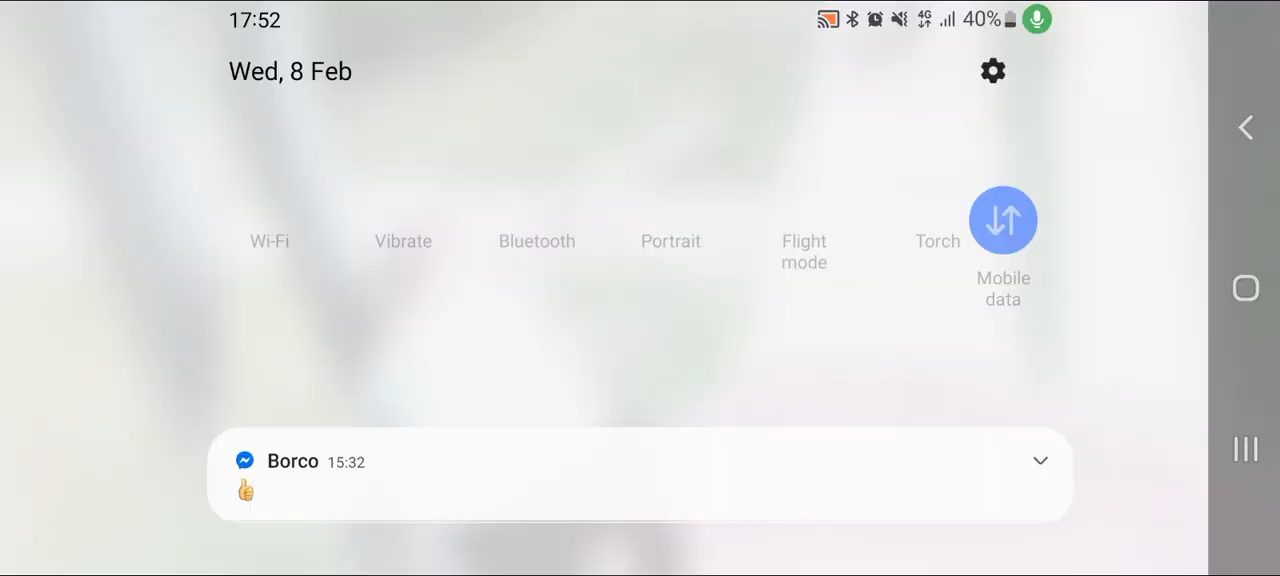 17:52
4G
40%
Wed, 8 Feb
Wi-Fi
Vibrate
Bluetooth
Portrait
Flight
mode
Torch
Mobile
data
Borco 15:32
👍